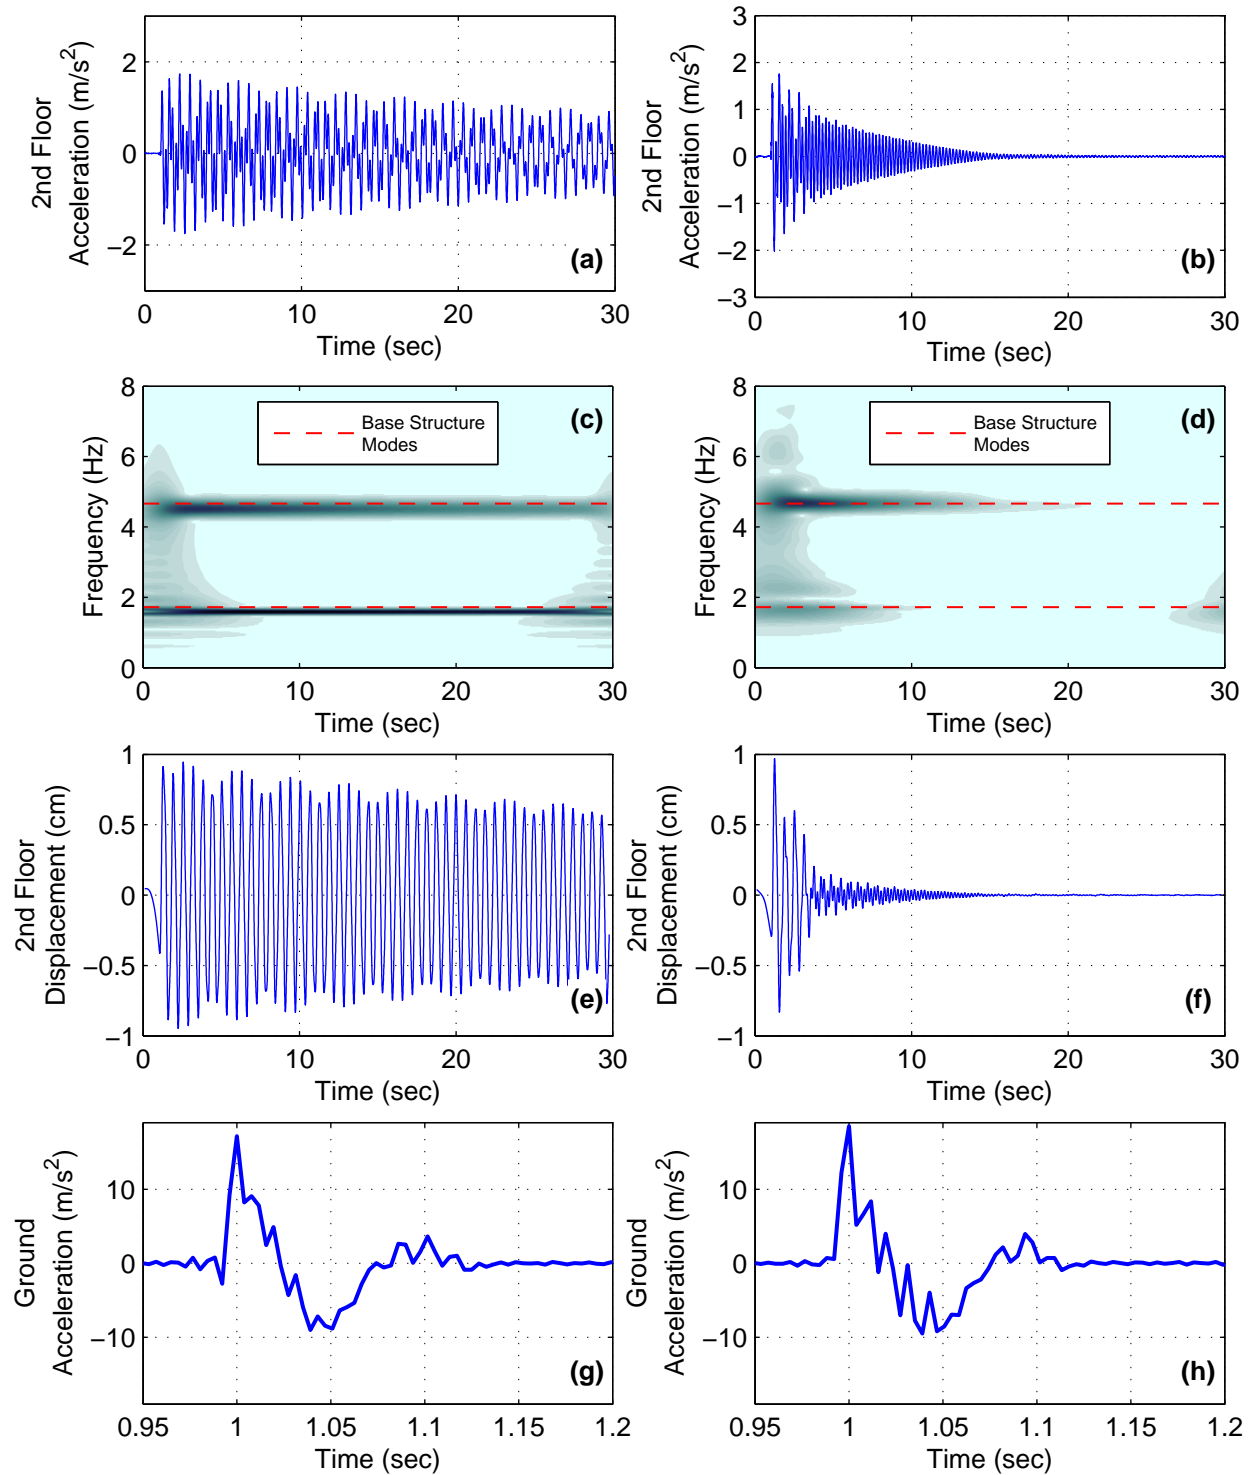 2nd Floor
Acceleration (m/s²)
2
0
−2
0
10
20
30
Time (sec)
(a)
2nd Floor
Acceleration (m/s²)
3
2
1
0
−1
−2
−3
0
10
20
30
Time (sec)
(b)
Frequency (Hz)
8
6
4
2
0
0
10
20
30
Time (sec)
Base Structure
Modes
(c)
Frequency (Hz)
8
6
4
2
0
0
10
20
30
Time (sec)
Base Structure
Modes
(d)
2nd Floor
Displacement (cm)
1
0.5
0
−0.5
−1
0
10
20
30
Time (sec)
(e)
2nd Floor
Displacement (cm)
1
0.5
0
−0.5
−1
0
10
20
30
Time (sec)
(f)
Ground
Acceleration (m/s²)
10
0
−10
0.95
1
1.05
1.1
1.15
1.2
Time (sec)
(g)
Ground
Acceleration (m/s²)
10
0
−10
0.95
1
1.05
1.1
1.15
1.2
Time (sec)
(h)